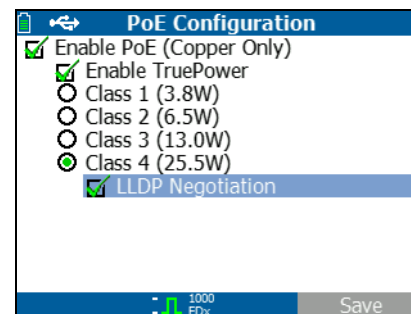 PoE Configuration
Enable PoE (Copper Only)
Enable TruePower
Class 1 (3.8W)
Class 2 (6.5W)
Class 3 (13.0W)
Class 4 (25.5W)
LLDP Negotiation
1000
FDx
Save